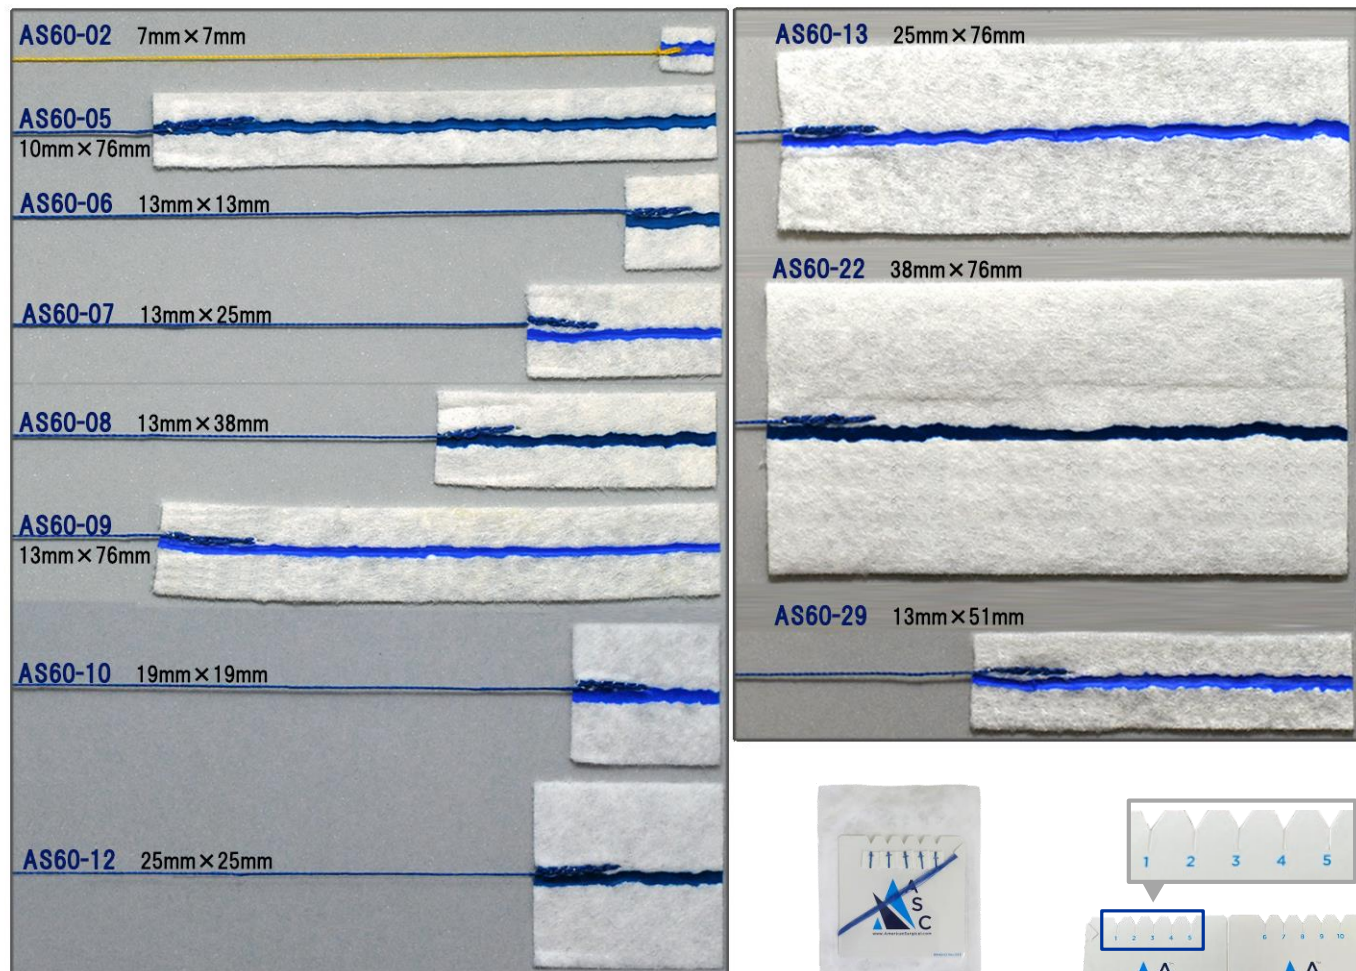 AS60-02 7mm×7mm
AS60-05
10mm×76mm
AS60-06 13mm×13mm
AS60-07 13mm×25mm
AS60-08 13mm×38mm
AS60-09
13mm×76mm
AS60-10 19mm×19mm
AS60-12 25mm×25mm
AS60-13 25mm×76mm
AS60-22 38mm×76mm
AS60-29 13mm×51mm
A
S
C
1 2 3 4 5
1 2 3 4 5
6 7 8 9 10
A
A